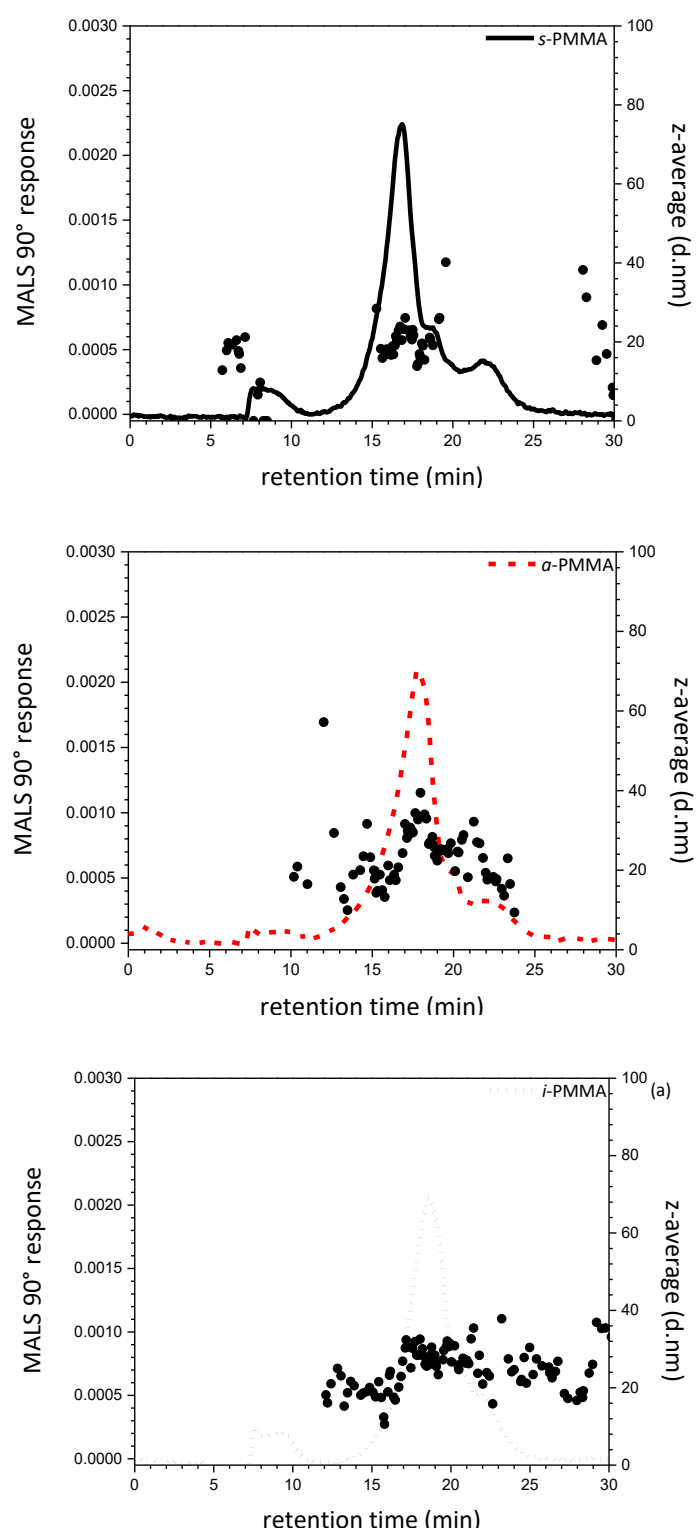 0.0030
0.0025
0.0020
0.0015
0.0010
0.0005
0.0000
MALS 90° response
100
80
60
40
20
0
z-average (d.nm)
s-PMMA
0 5 10 15 20 25 30
retention time (min)
0.0030
0.0025
0.0020
0.0015
0.0010
0.0005
0.0000
MALS 90° response
100
80
60
40
20
0
z-average (d.nm)
a-PMMA
0 5 10 15 20 25 30
retention time (min)
0.0030
0.0025
0.0020
0.0015
0.0010
0.0005
0.0000
MALS 90° response
100
80
60
40
20
0
z-average (d.nm)
i-PMMA
(a)
0 5 10 15 20 25 30
retention time (min)